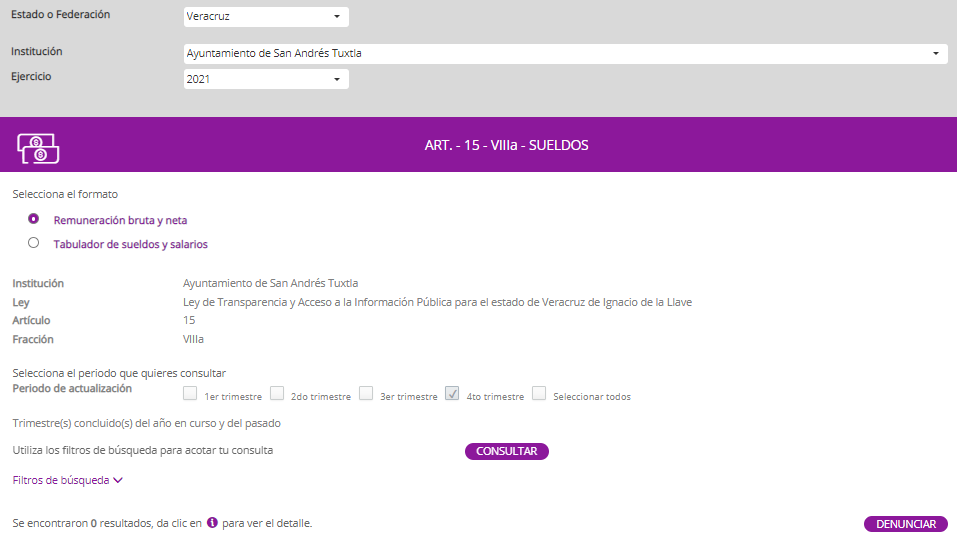 Estado o Federación Veracruz
Institución Ayuntamiento de San Andrés Tuxtla
Ejercicio 2021
ART. - 15 - VIIIa - SUELDOS
Selecciona el formato
Remuneración bruta y neta
Tabulador de sueldos y salarios
Institución Ayuntamiento de San Andrés Tuxtla
Ley Ley de Transparencia y Acceso a la Información Pública para el estado de Veracruz de Ignacio de la Llave
Artículo 15
Fracción VIIIa
Selecciona el periodo que quieres consultar
Periodo de actualización 1er trimestre 2do trimestre 3er trimestre 4to trimestre Seleccionar todos
Trimestre(s) concluido(s) del año en curso y del pasado
Utiliza los filtros de búsqueda para acotar tu consulta CONSULTAR
Filtros de búsqueda
Se encontraron 0 resultados, da clic en i para ver el detalle. DENUNCIAR